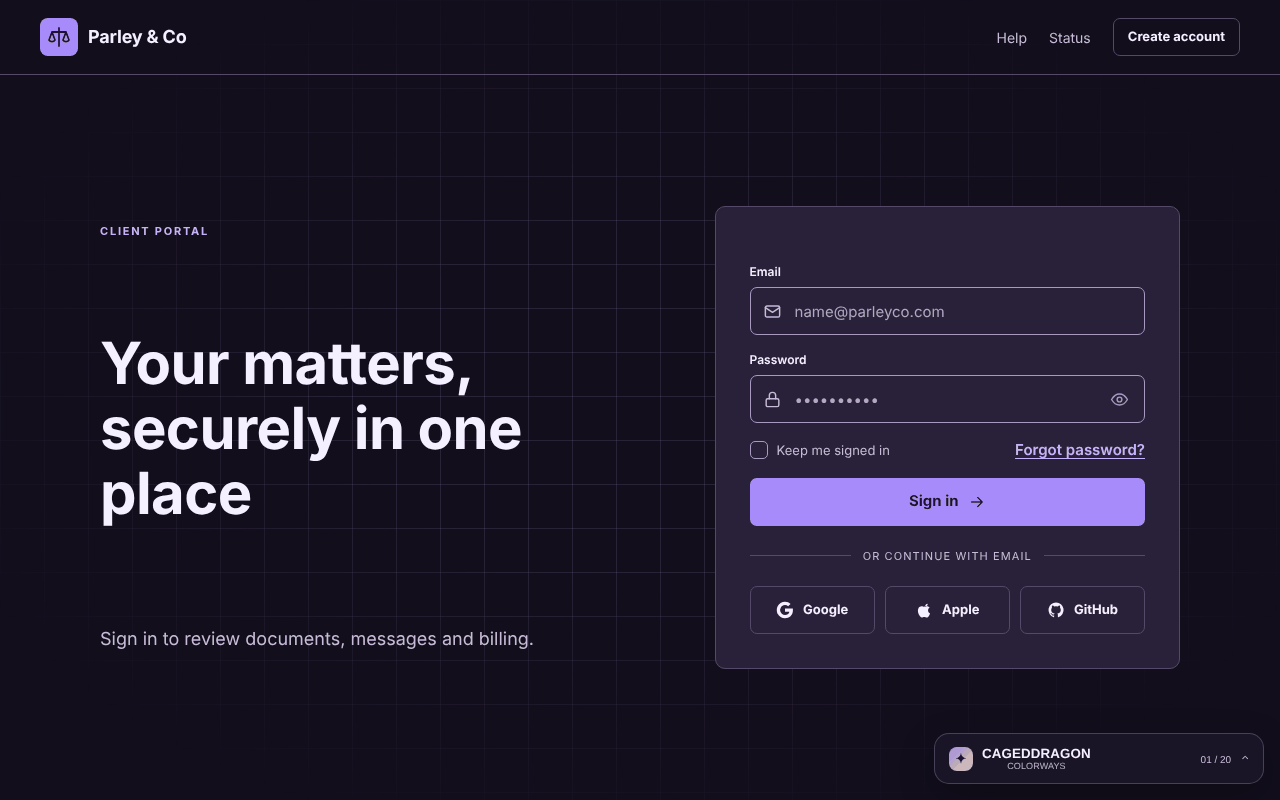 Parley & Co
Help
Status
Create account
CLIENT PORTAL
Your matters,
securely in one
place
Sign in to review documents, messages and billing.
Email
name@parleyco.com
Password
Keep me signed in
Forgot password?
Sign in
OR CONTINUE WITH EMAIL
Google
Apple
GitHub
CAGEDDRAGON
COLORWAYS
01 / 20